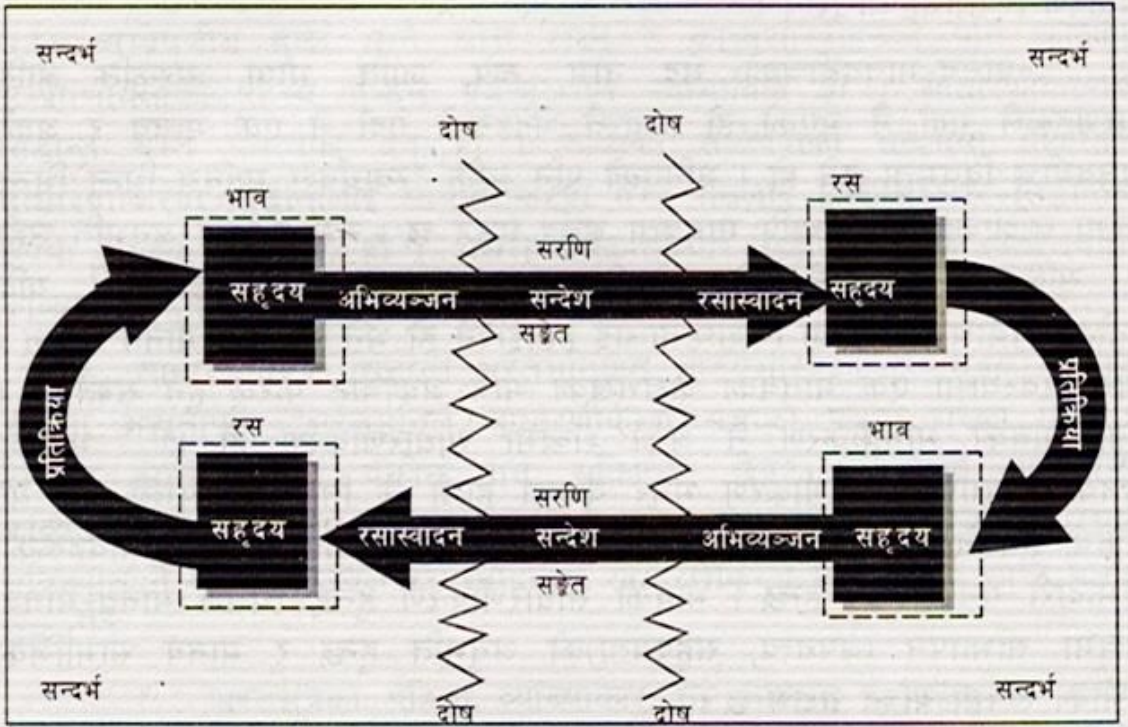 सन्दर्भ सन्दर्भ
दोष दोष
भाव रस
सरणि
सहृदय अभिव्यञ्जन सन्देश रसास्वादन सहृदय
सङ्केत
प्रतिक्रिया प्रतिक्रिया
रस भाव
सरणि
सहृदय रसास्वादन सन्देश अभिव्यञ्जन सहृदय
सङ्केत
सन्दर्भ सन्दर्भ
दोष दोष